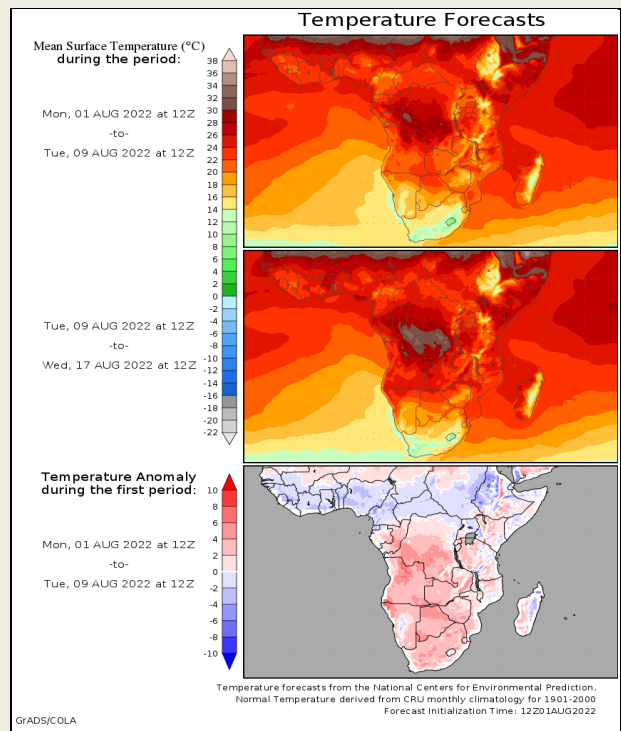 Temperature Forecasts
Mean Surface Temperature (°C)
during the period:
Mon, 01 AUG 2022 at 12Z
-to-
Tue, 09 AUG 2022 at 12Z
38
36
34
32
30
28
26
24
22
20
18
16
14
12
10
8
6
4
2
0
-2
-4
-6
-8
-10
-12
-14
-16
-18
-20
-22
Tue, 09 AUG 2022 at 12Z
-to-
Wed, 17 AUG 2022 at 12Z
Temperature Anomaly
during the first period:
Mon, 01 AUG 2022 at 12Z
-to-
Tue, 09 AUG 2022 at 12Z
10
8
6
4
2
0
-2
-4
-6
-8
-10
Temperature forecasts from the National Centers for Environmental Prediction.
Normal Temperature derived from CRU monthly climatology for 1901-2000
Forecast Initialization Time: 12Z01AUG2022
GrADS/COLA